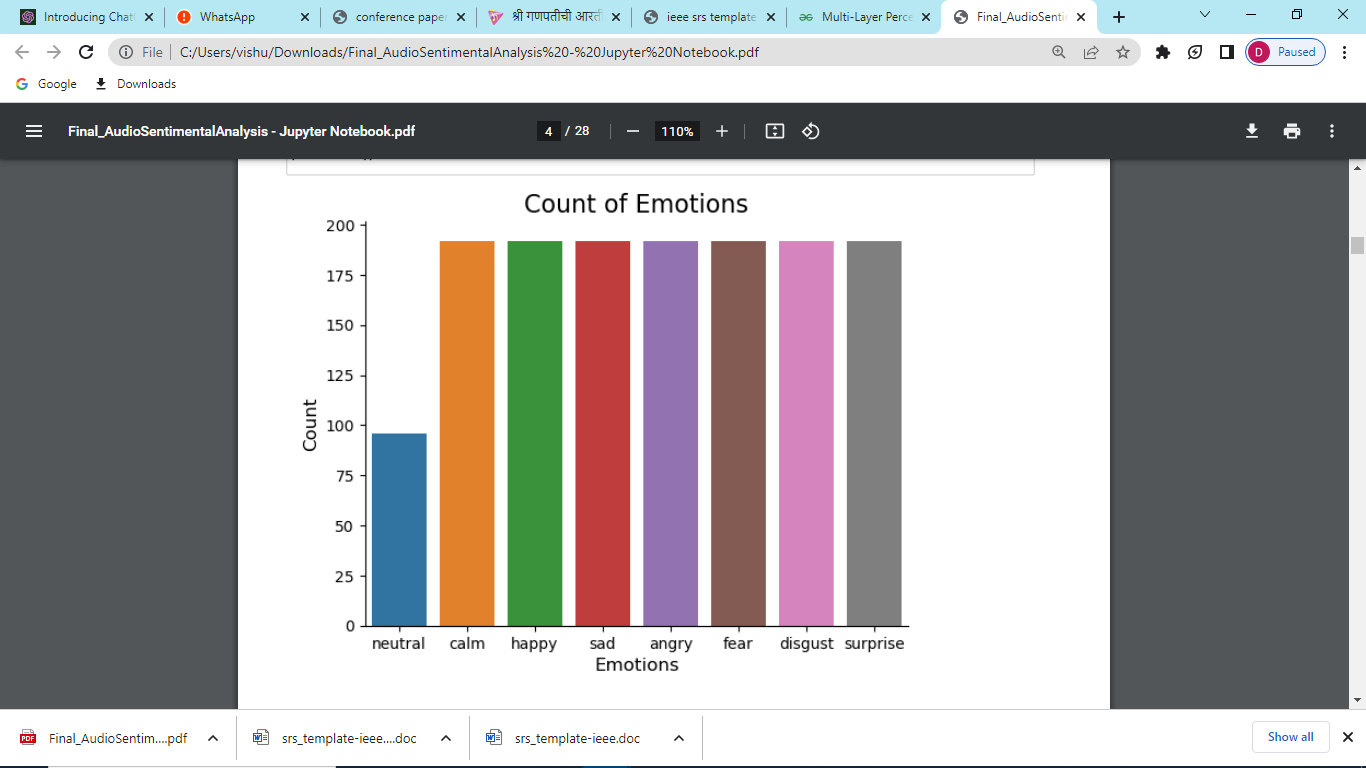 Introducing Chat
WhatsApp
conference paper
श्री गणपतीची आरती
ieee srs template
Multi-Layer Perce
Final_AudioSentim
File
C:/Users/vishu/Downloads/Final_AudioSentimentalAnalysis%20-%20Jupyter%20Notebook.pdf
D Paused
Google
Downloads
Final_AudioSentimentalAnalysis - Jupyter Notebook.pdf
4 / 28
110%
Count of Emotions
200
175
150
125
100
75
50
25
0
Count
neutral calm happy sad angry fear disgust surprise
Emotions
PDF Final_AudioSentim....pdf
srs_template-ieee....doc
srs_template-ieee.doc
Show all